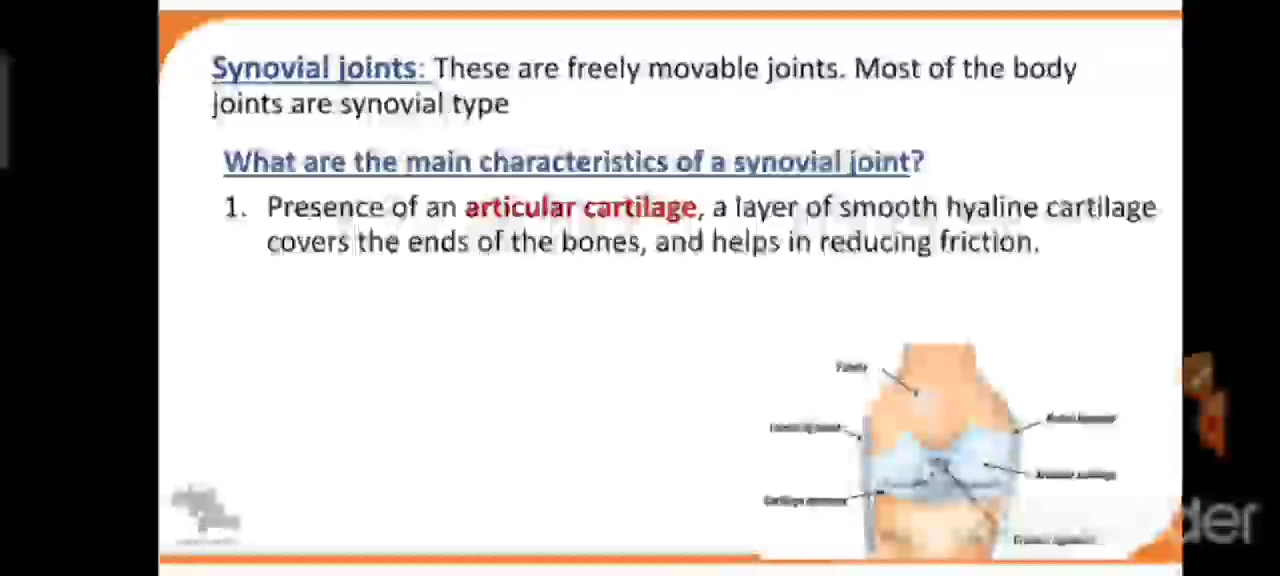 Synovial joints: These are freely movable joints. Most of the body
joints are synovial type
What are the main characteristics of a synovial joint?
1. Presence of an articular cartilage, a layer of smooth hyaline cartilage
covers the ends of the bones, and helps in reducing friction.
der